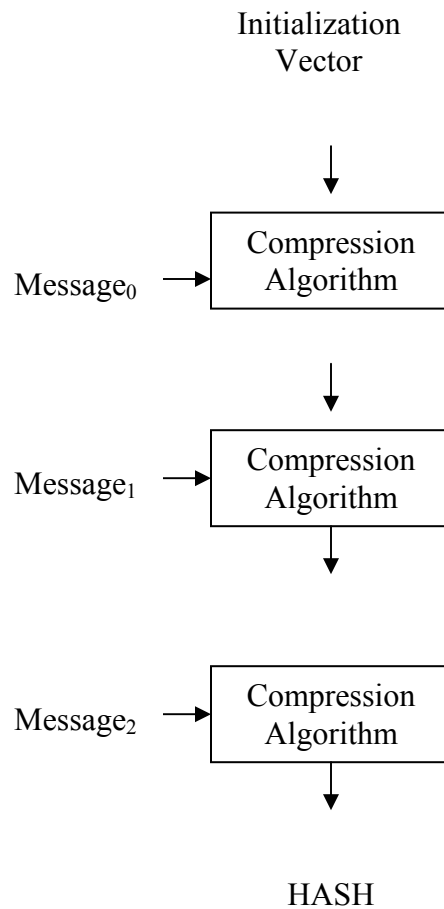 Initialization
Vector
Compression
Algorithm
Message₀
Compression
Algorithm
Message₁
Compression
Algorithm
Message₂
HASH